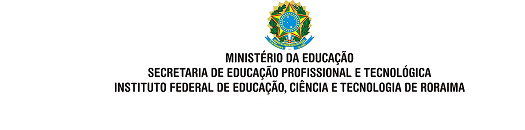 MINISTÉRIO DA EDUCAÇÃO
SECRETARIA DE EDUCAÇÃO PROFISSIONAL E TECNOLÓGICA
INSTITUTO FEDERAL DE EDUCAÇÃO, CIÊNCIA E TECNOLOGIA DE RORAIMA